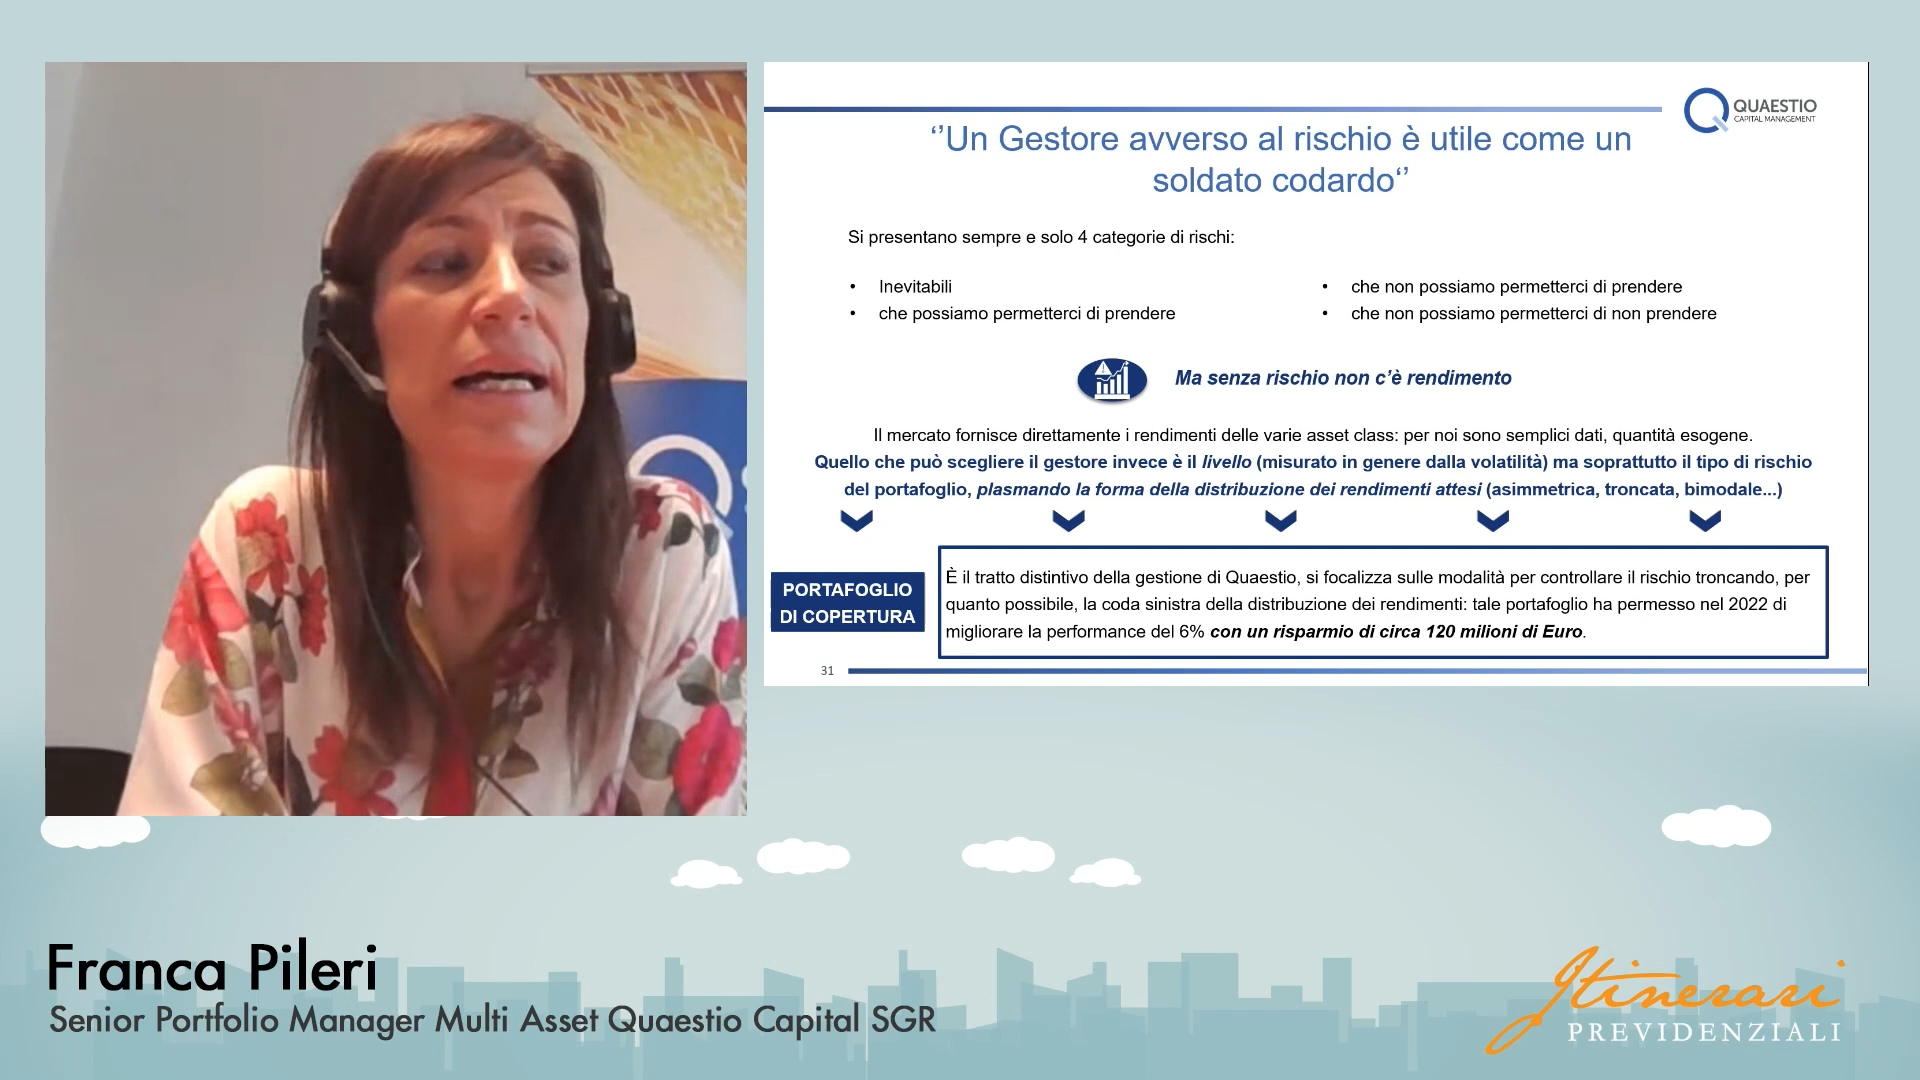 QUAESTIO
CAPITAL MANAGEMENT
‘’Un Gestore avverso al rischio è utile come un
soldato codardo‘’
Si presentano sempre e solo 4 categorie di rischi:
• Inevitabili
• che possiamo permetterci di prendere
• che non possiamo permetterci di prendere
• che non possiamo permetterci di non prendere
Ma senza rischio non c’è rendimento
Il mercato fornisce direttamente i rendimenti delle varie asset class: per noi sono semplici dati, quantità esogene.
Quello che può scegliere il gestore invece è il livello (misurato in genere dalla volatilità) ma soprattutto il tipo di rischio
del portafoglio, plasmando la forma della distribuzione dei rendimenti attesi (asimmetrica, troncata, bimodale...)
PORTAFOGLIO
DI COPERTURA
È il tratto distintivo della gestione di Quaestio, si focalizza sulle modalità per controllare il rischio troncando, per
quanto possibile, la coda sinistra della distribuzione dei rendimenti: tale portafoglio ha permesso nel 2022 di
migliorare la performance del 6% con un risparmio di circa 120 milioni di Euro.
31
Franca Pileri
Senior Portfolio Manager Multi Asset Quaestio Capital SGR
Itinerari
PREVIDENZIALI